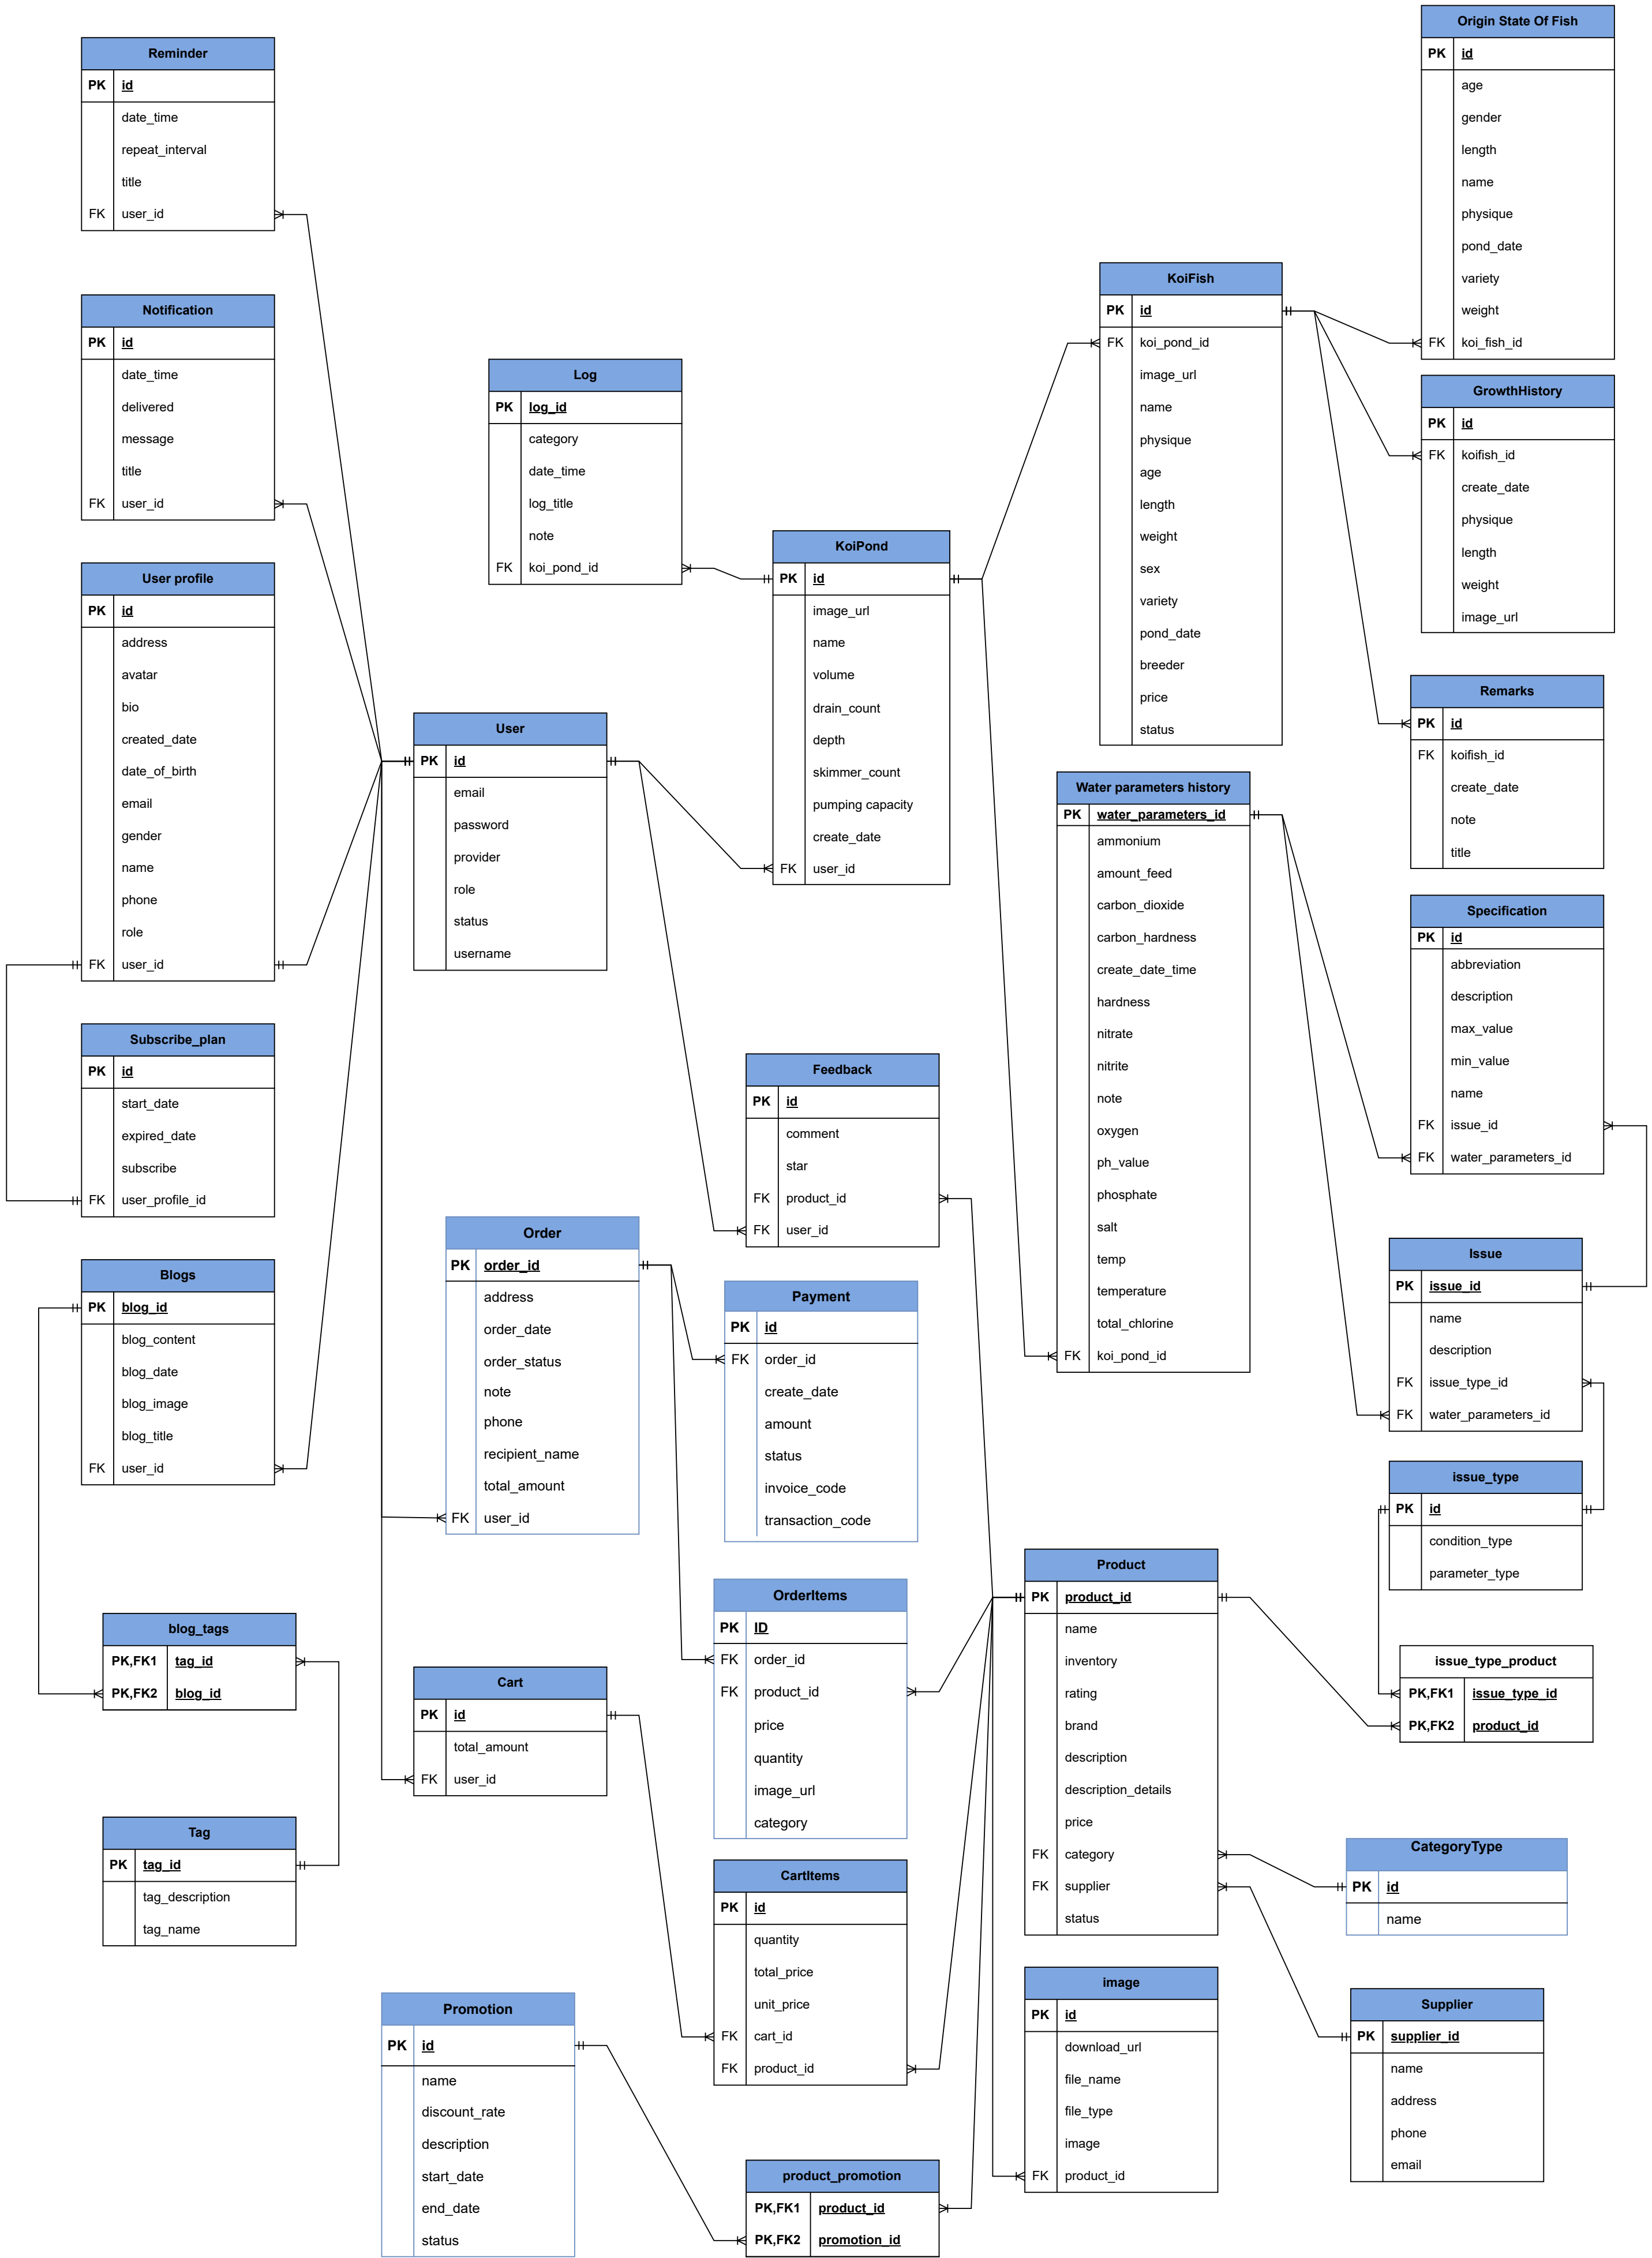 Reminder
PK id
date_time
repeat_interval
title
FK user_id
Notification
PK id
date_time
delivered
message
title
FK user_id
User profile
PK id
address
avatar
bio
created_date
date_of_birth
email
gender
name
phone
role
FK user_id
Subscribe_plan
PK id
start_date
expired_date
subscribe
FK user_profile_id
Blogs
PK blog_id
blog_content
blog_date
blog_image
blog_title
FK user_id
blog_tags
PK,FK1 tag_id
PK,FK2 blog_id
Tag
PK tag_id
tag_description
tag_name
Log
PK log_id
category
date_time
log_title
note
FK koi_pond_id
User
PK id
email
password
provider
role
status
username
Order
PK order_id
address
order_date
order_status
note
phone
recipient_name
total_amount
FK user_id
Cart
PK id
total_amount
FK user_id
Promotion
PK id
name
discount_rate
description
start_date
end_date
status
KoiPond
PK id
image_url
name
volume
drain_count
depth
skimmer_count
pumping capacity
create_date
FK user_id
Feedback
PK id
comment
star
FK product_id
FK user_id
Payment
PK id
FK order_id
create_date
amount
status
invoice_code
transaction_code
OrderItems
PK ID
FK order_id
FK product_id
price
quantity
image_url
category
CartItems
PK id
quantity
total_price
unit_price
FK cart_id
FK product_id
product_promotion
PK,FK1 product_id
PK,FK2 promotion_id
KoiFish
PK id
FK koi_pond_id
image_url
name
physique
age
length
weight
sex
variety
pond_date
breeder
price
status
Water parameters history
PK water_parameters_id
ammonium
amount_feed
carbon_dioxide
carbon_hardness
create_date_time
hardness
nitrate
nitrite
note
oxygen
ph_value
phosphate
salt
temp
temperature
total_chlorine
FK koi_pond_id
Product
PK product_id
name
inventory
rating
brand
description
description_details
price
FK category
FK supplier
status
image
PK id
download_url
file_name
file_type
image
FK product_id
Origin State Of Fish
PK id
age
gender
length
name
physique
pond_date
variety
weight
FK koi_fish_id
GrowthHistory
PK id
FK koifish_id
create_date
physique
length
weight
image_url
Remarks
PK id
FK koifish_id
create_date
note
title
Specification
PK id
abbreviation
description
max_value
min_value
name
FK issue_id
FK water_parameters_id
Issue
PK issue_id
name
description
FK issue_type_id
FK water_parameters_id
issue_type
PK id
condition_type
parameter_type
issue_type_product
PK,FK1 issue_type_id
PK,FK2 product_id
CategoryType
PK id
name
Supplier
PK supplier_id
name
address
phone
email